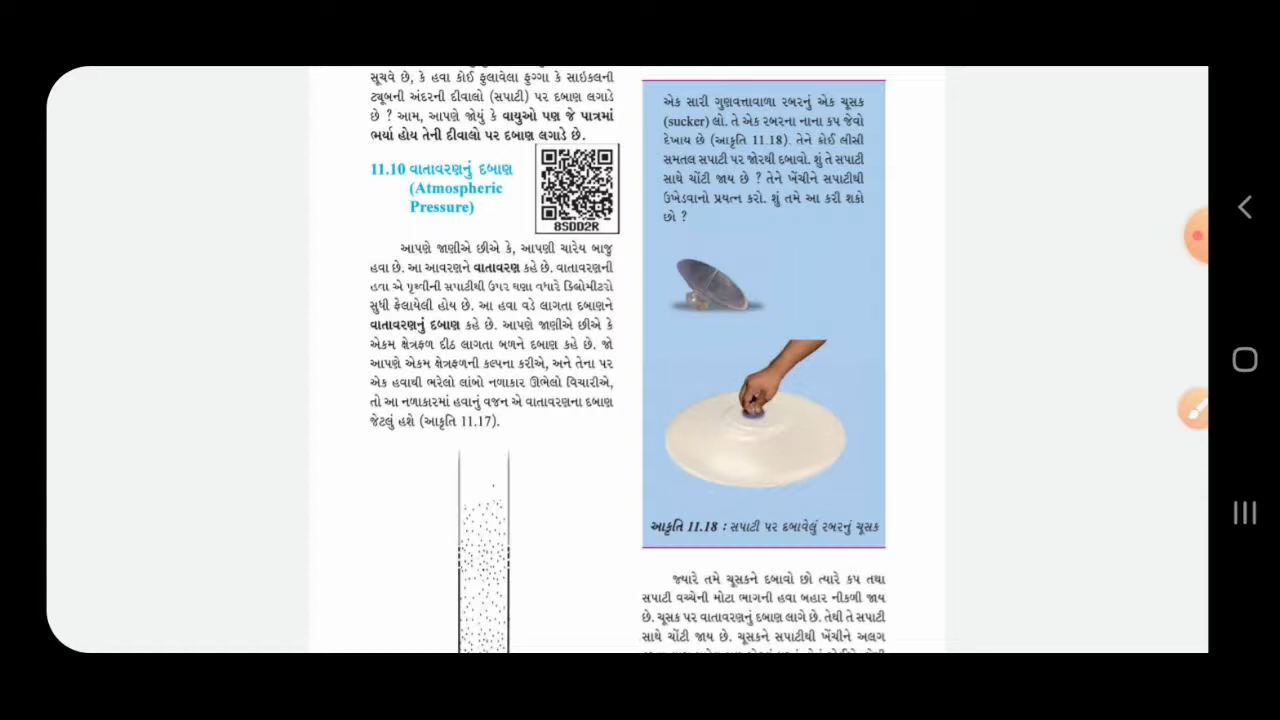 સૂચવે છે, કે હવા કોઈ ફુલાવેલા ફુગ્ગા કે સાઇકલની
ટ્યૂબની અંદરની દીવાલો (સપાટી) પર દબાણ લગાડે
છે ? આમ, આપણે જોયું કે વાયુઓ પણ જે પાત્રમાં
ભર્યા હોય તેની દીવાલો પર દબાણ લગાડે છે.
11.10 વાતાવરણનું દબાણ
(Atmospheric
Pressure)
8SDD2R
આપણે જાણીએ છીએ કે, આપણી ચારેય બાજુ
હવા છે. આ આવરણને વાતાવરણ કહે છે. વાતાવરણની
હવા એ પૃથ્વીની સપાટીથી ઉપર ઘણા વધારે કિલોમીટરો
સુધી ફેલાયેલી હોય છે. આ હવા વડે લાગતા દબાણને
વાતાવરણનું દબાણ કહે છે. આપણે જાણીએ છીએ કે
એકમ ક્ષેત્રફળ દીઠ લાગતા બળને દબાણ કહે છે. જો
આપણે એકમ ક્ષેત્રફળની કલ્પના કરીએ, અને તેના પર
એક હવાથી ભરેલો લાંબો નળાકાર ઊભેલો વિચારીએ,
તો આ નળાકારમાં હવાનું વજન એ વાતાવરણના દબાણ
જેટલું હશે (આકૃતિ 11.17).
એક સારી ગુણવત્તાવાળા રબરનું એક ચૂસક
(sucker) લો. તે એક રબરના નાના કપ જેવો
દેખાય છે (આકૃતિ 11.18). તેને કોઈ લીસી
સમતલ સપાટી પર જોરથી દબાવો. શું તે સપાટી
સાથે ચોંટી જાય છે ? તેને ખેંચીને સપાટીથી
ઉખેડવાનો પ્રયત્ન કરો. શું તમે આ કરી શકો
છો ?
આકૃતિ 11.18 : સપાટી પર દબાવેલું રબરનું ચૂસક
જ્યારે તમે ચૂસકને દબાવો છો ત્યારે કપ તથા
સપાટી વચ્ચેની મોટા ભાગની હવા બહાર નીકળી જાય
છે. ચૂસક પર વાતાવરણનું દબાણ લાગે છે. તેથી તે સપાટી
સાથે ચોંટી જાય છે. ચૂસકને સપાટીથી ખેંચીને અલગ